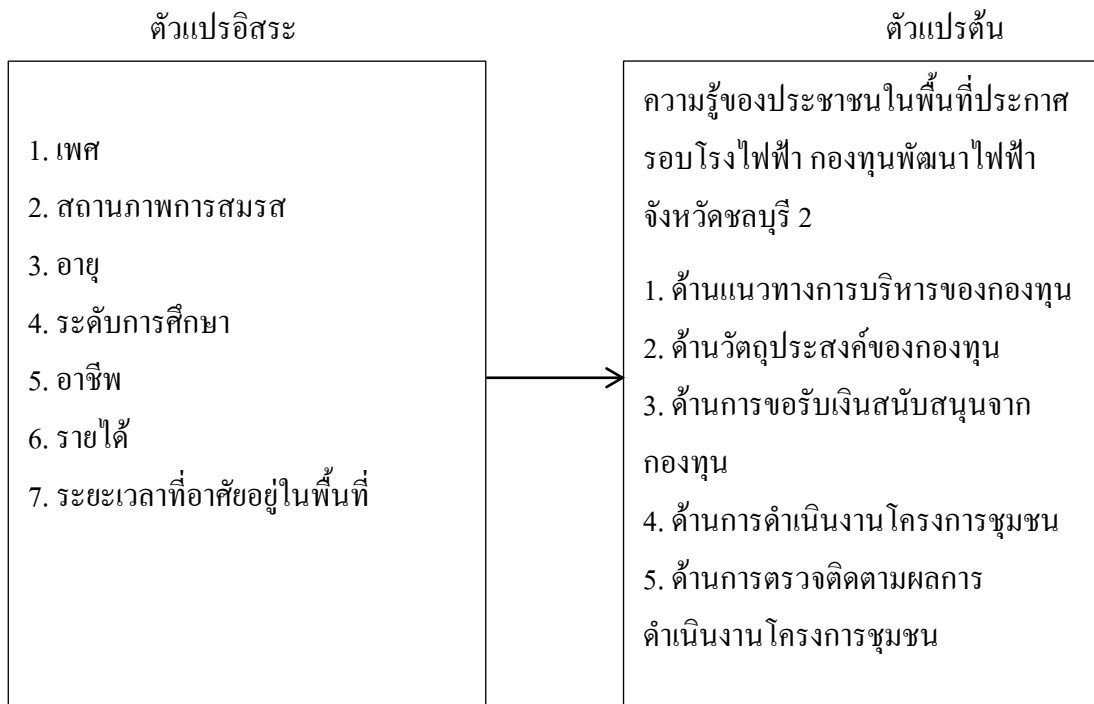 ตัวแปรอิสระ
1. เพศ
2. สถานภาพการสมรส
3. อายุ
4. ระดับการศึกษา
5. อาชีพ
6. รายได้
7. ระยะเวลาที่อาศัยอยู่ในพื้นที่
ตัวแปรต้น
ความรู้ของประชาชนในพื้นที่ประกาศ
รอบโรงไฟฟ้า กองทุนพัฒนาไฟฟ้า
จังหวัดชลบุรี 2
1. ด้านแนวทางการบริหารของกองทุน
2. ด้านวัตถุประสงค์ของกองทุน
3. ด้านการขอรับเงินสนับสนุนจาก
กองทุน
4. ด้านการดำเนินงานโครงการชุมชน
5. ด้านการตรวจติดตามผลการ
ดำเนินงานโครงการชุมชน